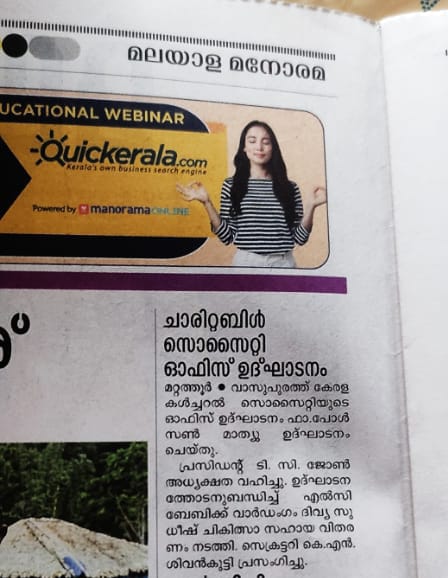 മലയാള മനോരമ
UCATIONAL WEBINAR
Quickerala.com
Kerala's own business search engine
Powered by manorama ONLINE
ചാരിറ്റബിൾ
സൊസൈറ്റി
ഓഫിസ് ഉദ്ഘാടനം
മറ്റത്തൂർ ● വാസുപുരത്ത് കേരള
കൾച്ചറൽ സൊസൈറ്റിയുടെ
ഓഫിസ് ഉദ്ഘാടനം ഫാ.പോൾ
സൺ മാത്യു ഉദ്ഘാടനം
ചെയ്തു.
പ്രസിഡന്റ് ടി. സി. ജോൺ
അധ്യക്ഷത വഹിച്ചു. ഉദ്ഘാടന
ത്തോടനുബന്ധിച്ച് എൽസി
ബേബിക്ക് വാർഡംഗം ദിവ്യ സു
ധീഷ് ചികിത്സാ സഹായ വിതര
ണം നടത്തി. സെക്രട്ടറി കെ.എൻ.
ശിവൻകുട്ടി പ്രസംഗിച്ചു.